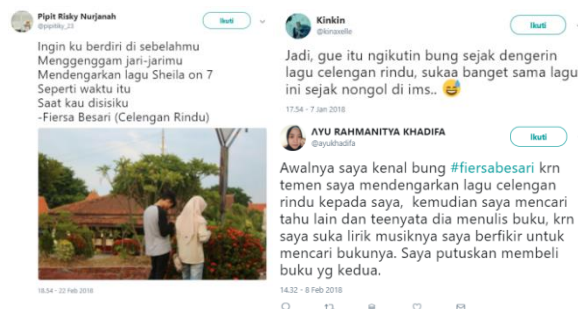 Pipit Risky Nurjanah
Ikuti
Ingin ku berdiri di sebelahmu
Menggenggam jari-jarimu
Mendengarkan lagu Sheila on 7
Seperti waktu itu
Saat kau disisiku
-Fiersa Besari (Celengan Rindu)
18.54 - 22 Feb 2018
Kinkin
@kinaxelle
Ikuti
Jadi, gue itu ngikutin bung sejak dengerin
lagu celengan rindu, sukaa banget sama lagu
ini sejak nongol di ims..
17.54 - 7 Jan 2018
AYU RAHMANITYA KHADIFA
@ayukhadifa
Ikuti
Awalnya saya kenal bung #fiersabesari krn
temen saya mendengarkan lagu celengan
rindu kepada saya, kemudian saya mencari
tahu lain dan teenyata dia menulis buku, krn
saya suka lirik musiknya saya berfikir untuk
mencari bukunya. Saya putuskan membeli
buku yg kedua.
14.32 - 8 Feb 2018